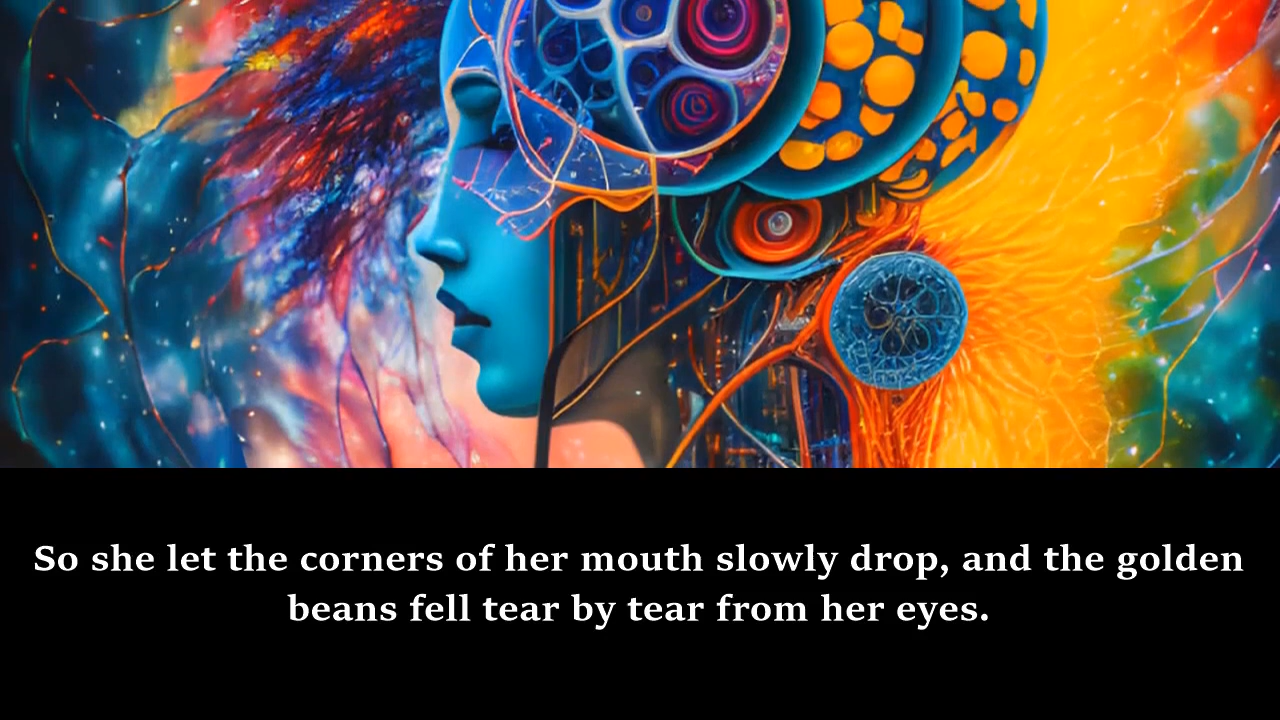 So she let the corners of her mouth slowly drop, and the golden
beans fell tear by tear from her eyes.